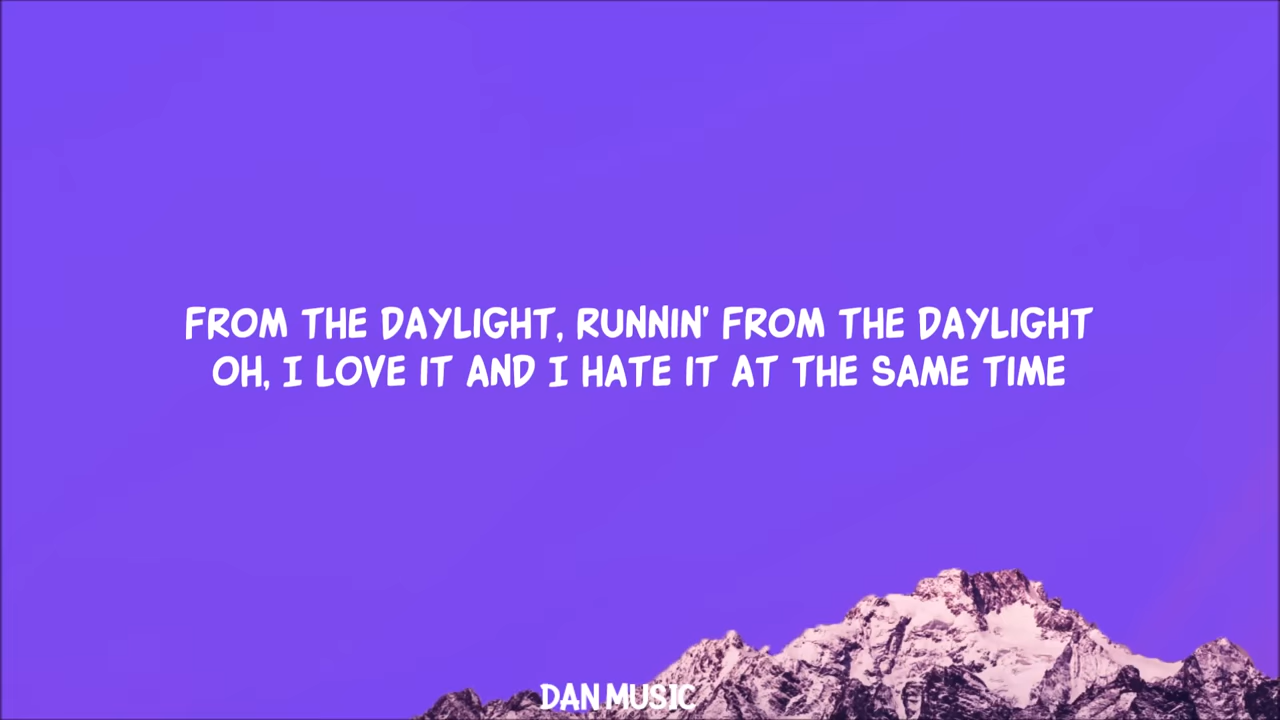 FROM THE DAYLIGHT, RUNNIN' FROM THE DAYLIGHT
OH, I LOVE IT AND I HATE IT AT THE SAME TIME
DAN MUSIC